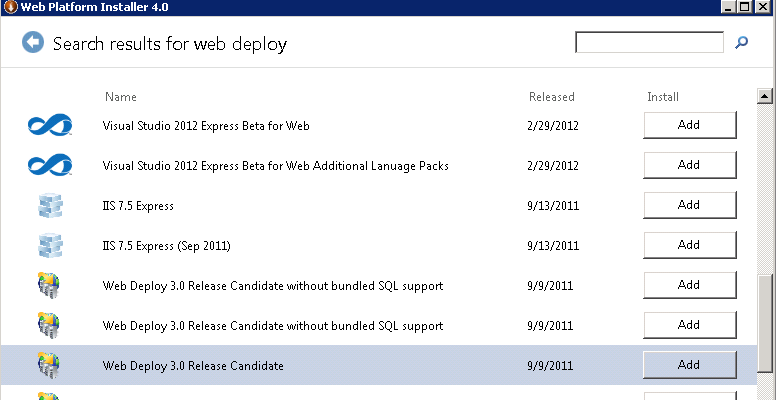 Web Platform Installer 4.0
Search results for web deploy
Name Released Install
Visual Studio 2012 Express Beta for Web 2/29/2012 Add
Visual Studio 2012 Express Beta for Web Additional Lanuage Packs 2/29/2012 Add
IIS 7.5 Express 9/13/2011 Add
IIS 7.5 Express (Sep 2011) 9/13/2011 Add
Web Deploy 3.0 Release Candidate without bundled SQL support 9/9/2011 Add
Web Deploy 3.0 Release Candidate without bundled SQL support 9/9/2011 Add
Web Deploy 3.0 Release Candidate 9/9/2011 Add